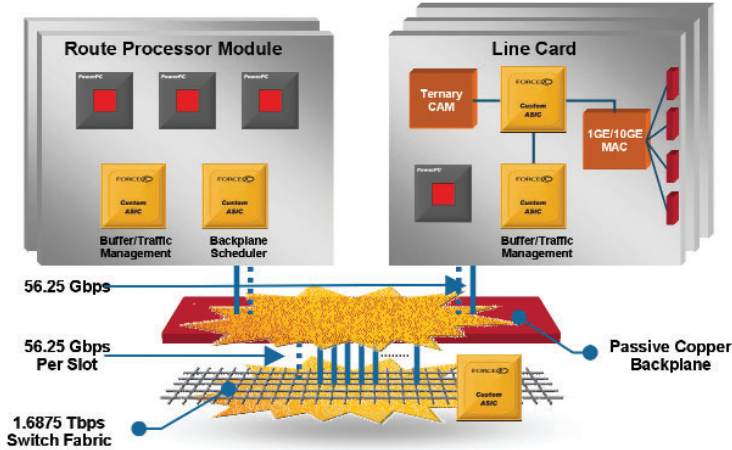 Route Processor Module
PowerPC
PowerPC
PowerPC
FORCE10
Custom
ASIC
FORCE10
Custom
ASIC
Buffer/Traffic
Management
Backplane
Scheduler
Line Card
Ternary
CAM
FORCE10
Custom
ASIC
1GE/10GE
MAC
PowerPC
FORCE10
Custom
ASIC
Buffer/Traffic
Management
56.25 Gbps
56.25 Gbps
Per Slot
Passive Copper
Backplane
FORCE10
Custom
ASIC
1.6875 Tbps
Switch Fabric